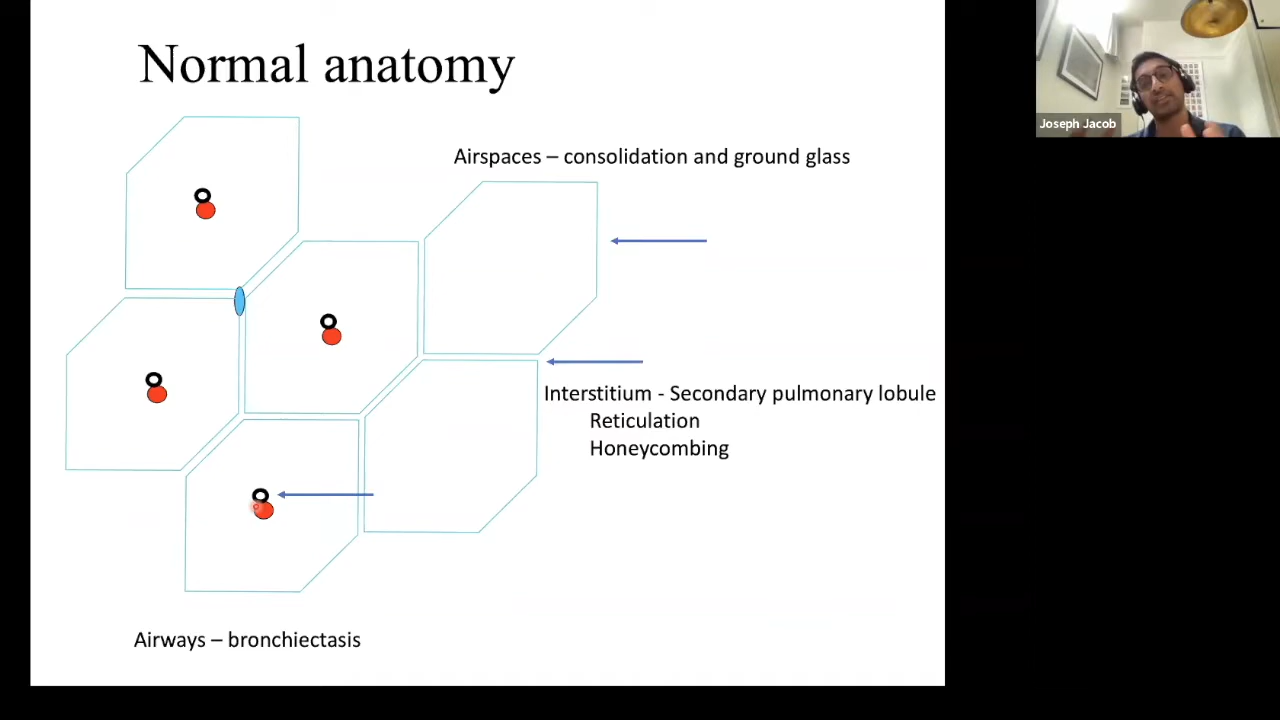 Normal anatomy
Joseph Jacob
Airspaces – consolidation and ground glass
Interstitium - Secondary pulmonary lobule
Reticulation
Honeycombing
Airways – bronchiectasis